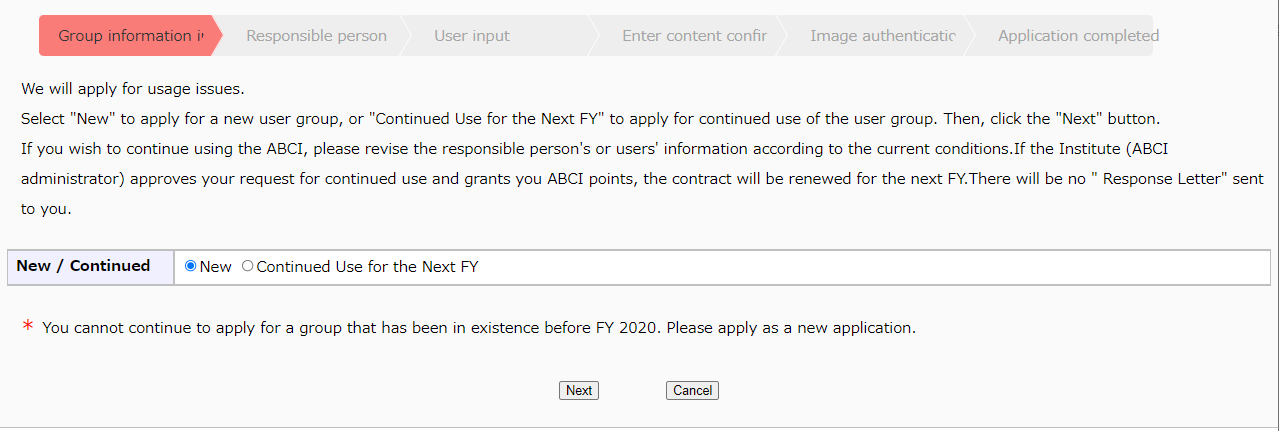 Group information i
Responsible person
User input
Enter content confir
Image authenticatic
Application completed
We will apply for usage issues.
Select "New" to apply for a new user group, or "Continued Use for the Next FY" to apply for continued use of the user group. Then, click the "Next" button.
If you wish to continue using the ABCI, please revise the responsible person's or users' information according to the current conditions.If the Institute (ABCI
administrator) approves your request for continued use and grants you ABCI points, the contract will be renewed for the next FY.There will be no " Response Letter" sent
to you.
New / Continued
New Continued Use for the Next FY
* You cannot continue to apply for a group that has been in existence before FY 2020. Please apply as a new application.
Next Cancel